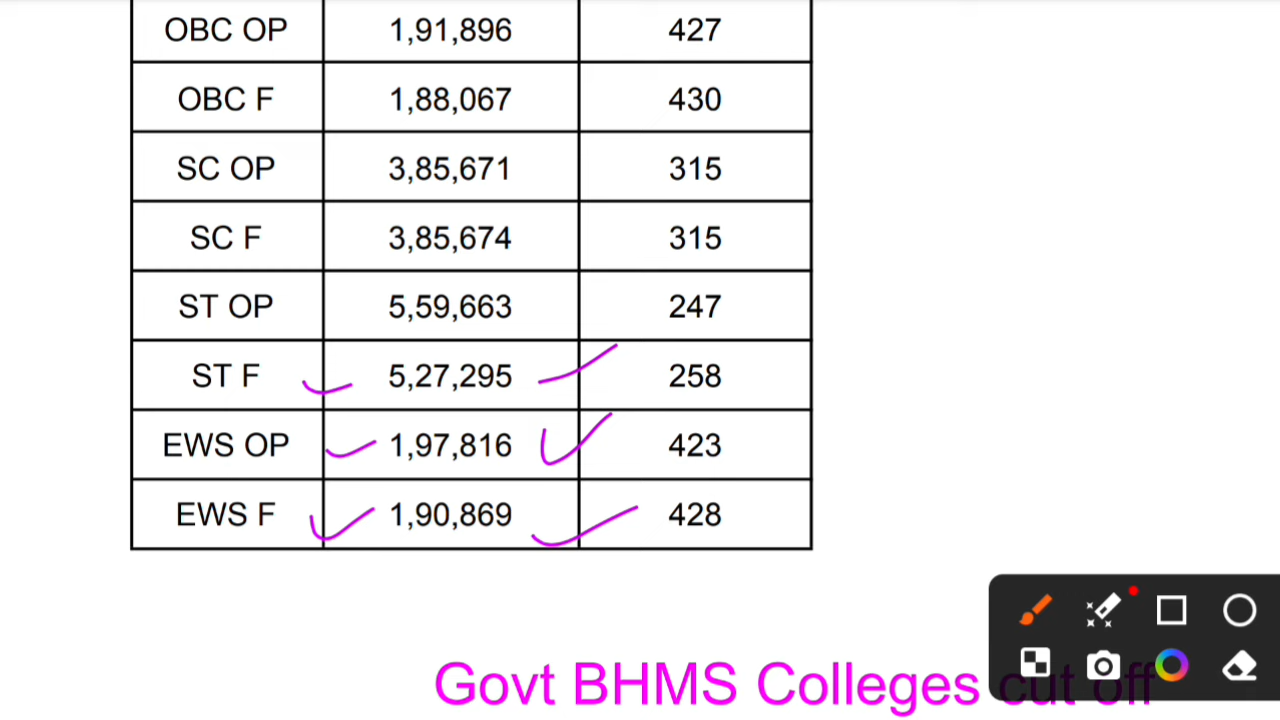 OBC OP 1,91,896 427
OBC F 1,88,067 430
SC OP 3,85,671 315
SC F 3,85,674 315
ST OP 5,59,663 247
ST F 5,27,295 258
EWS OP 1,97,816 423
EWS F 1,90,869 428
Govt BHMS Colleges cut off